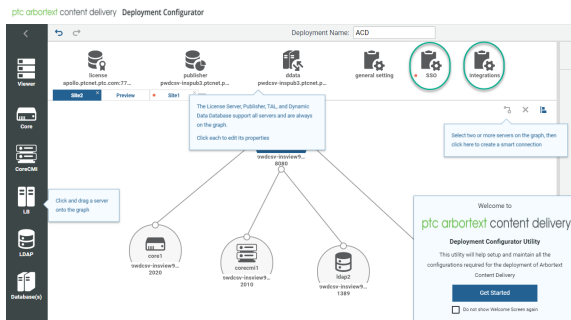 ptc arbortext content delivery Deployment Configurator
Deployment Name: ACD
license
apollo.ptcnet.ptc.com:77...
publisher
pwdcsv-inspub3.ptcnet.p...
ddata
pwdcsv-inspub3.ptcnet.p...
general setting
SSO
Integrations
Viewer
Core
CoreCMI
LB
LDAP
Database(s)
Site2
Preview
Site1
The License Server, Publisher, TAL, and Dynamic
Data Database support all servers and are always
on the graph.
Click each to edit its properties
Select two or more servers on the graph, then
click here to create a smart connection
Click and drag a server
onto the graph
swdcsv-insview9...
8080
core1
swdcsv-insview9...
2020
corecmi1
swdcsv-insview9...
2010
ldap2
swdcsv-insview9...
1389
Welcome to
ptc arbortext content delivery
Deployment Configurator Utility
This utility will help setup and maintain all the
configurations required for the deployment of Arbortext
Content Delivery
Get Started
Do not show Welcome Screen again